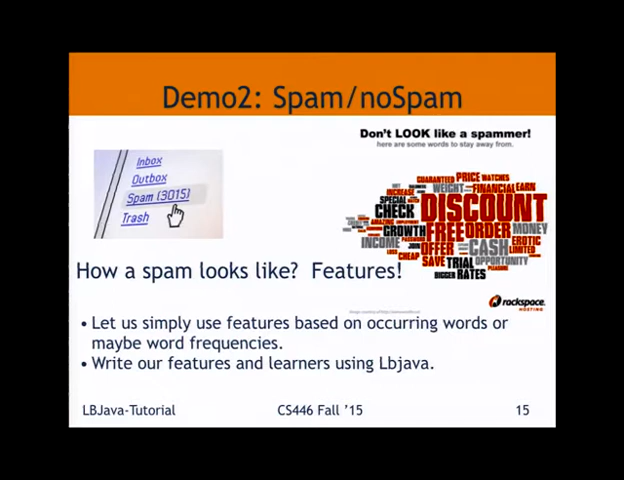 Demo2: Spam/noSpam
Don't LOOK like a spammer!
here are some words to stay away from.
Inbox
Outbox
Spam (3015)
Trash
GUARANTEED PRICE WATCHES
INCREASE WEIGHT FINANCIAL EARN
SPECIAL
CHECK DISCOUNT
AMAZING
GROWTH FREE ORDER MONEY
INCOME JOIN OFFER CASH EROTIC
LIMITED
LOSS CHEAP SAVE TRIAL OPPORTUNITY
BIGGER RATES PLEASURE
rackspace
HOSTING
How a spam looks like? Features!
• Let us simply use features based on occurring words or
maybe word frequencies.
• Write our features and learners using Lbjava.
LBJava-Tutorial CS446 Fall '15 15